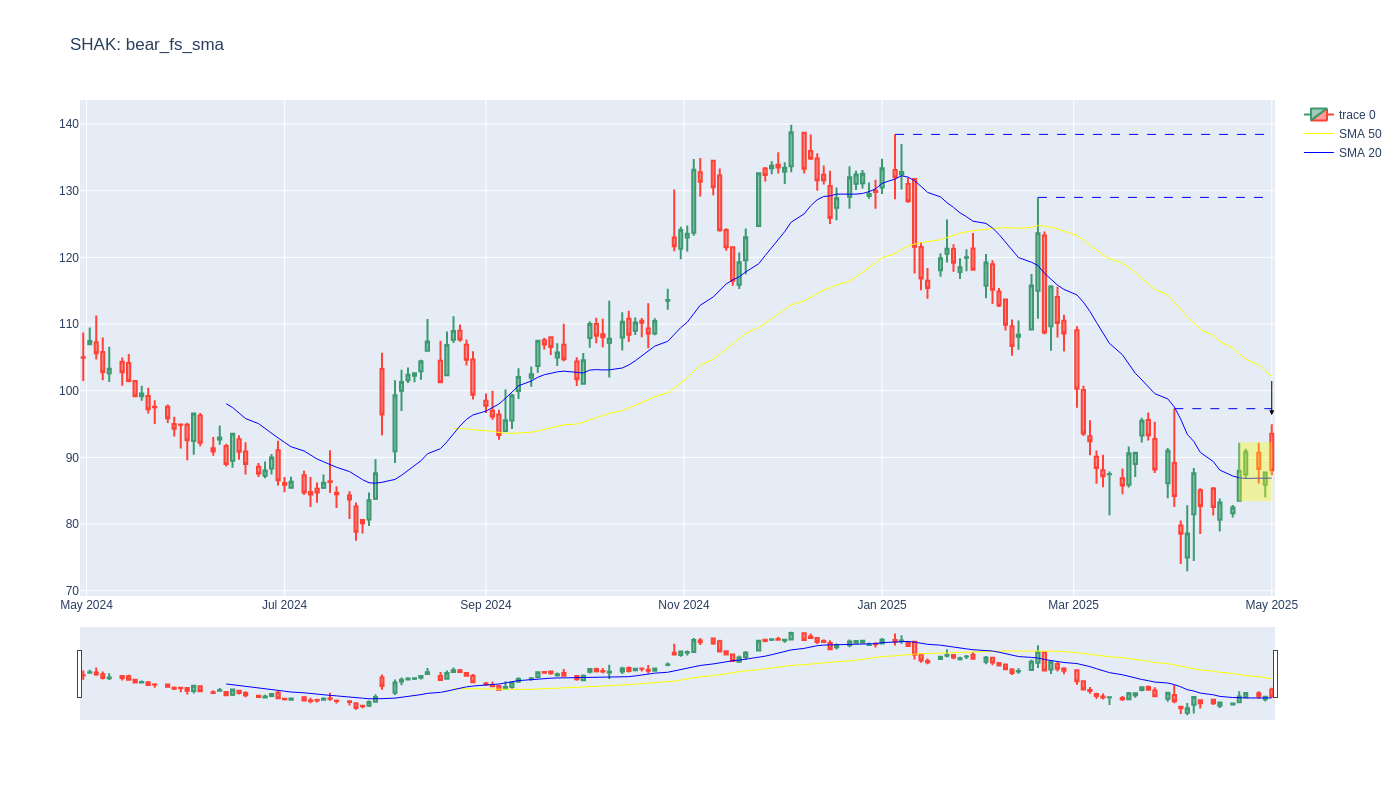 SHAK: bear_fs_sma
trace 0
SMA 50
SMA 20
140
130
120
110
100
90
80
70
May 2024
Jul 2024
Sep 2024
Nov 2024
Jan 2025
Mar 2025
May 2025